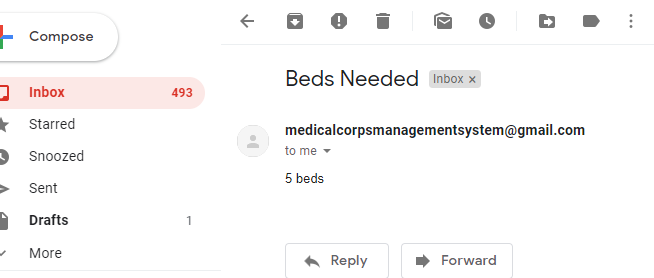 Compose
Inbox 493
Starred
Snoozed
Sent
Drafts 1
More
Beds Needed Inbox ×
medicalcorpsmanagementsystem@gmail.com
to me
5 beds
Reply Forward